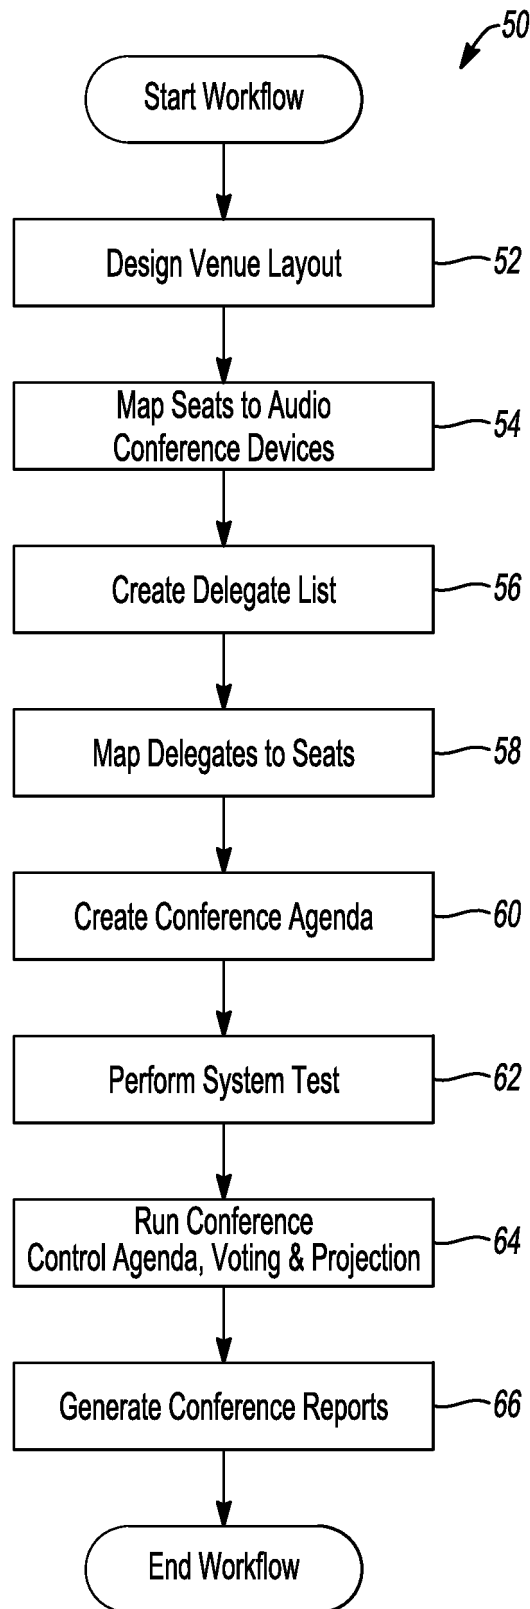 50
Start Workflow
Design Venue Layout
52
Map Seats to Audio
Conference Devices
54
Create Delegate List
56
Map Delegates to Seats
58
Create Conference Agenda
60
Perform System Test
62
Run Conference
Control Agenda, Voting & Projection
64
Generate Conference Reports
66
End Workflow